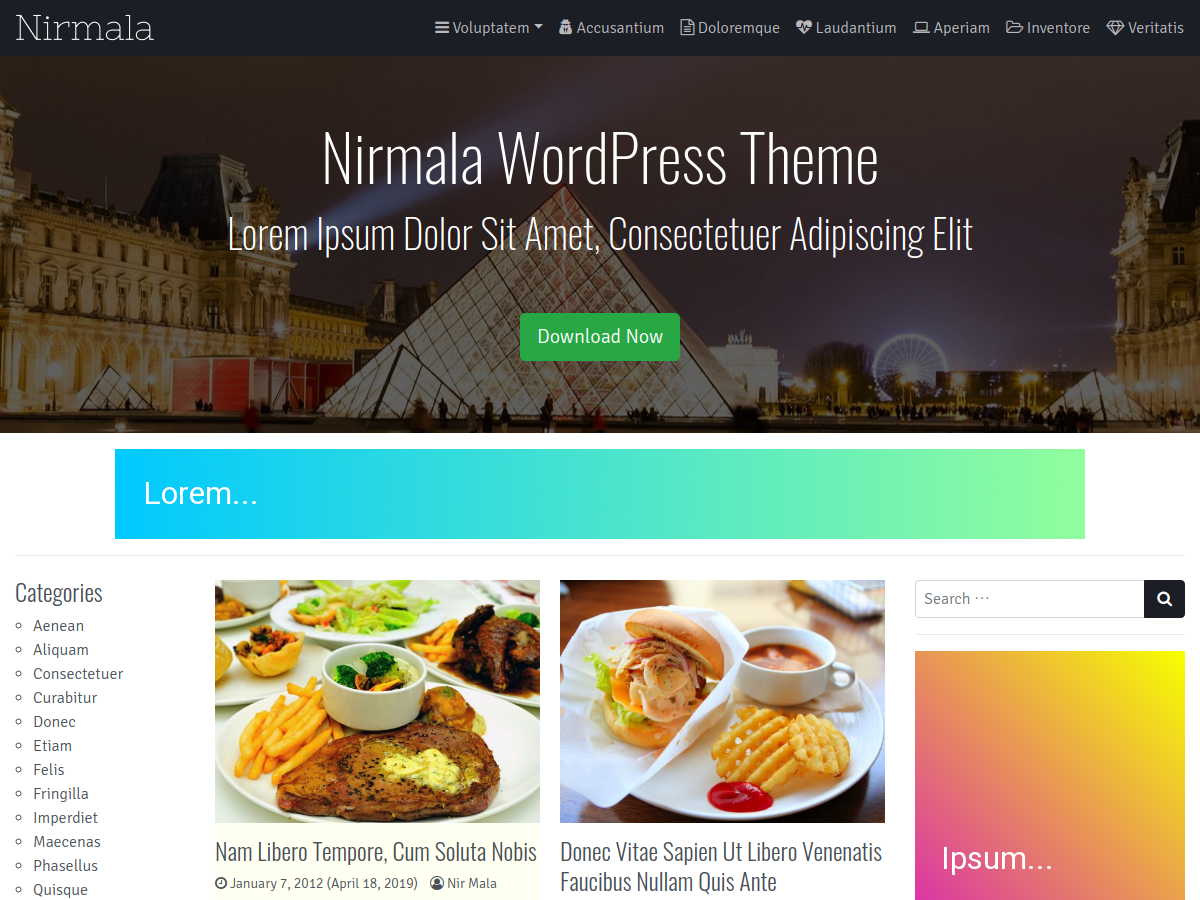 Nirmala
Voluptatem Accusantium Doloremque Laudantium Aperiam Inventore Veritatis
Nirmala WordPress Theme
Lorem Ipsum Dolor Sit Amet, Consectetuer Adipiscing Elit
Download Now
Lorem...
Categories
Aenean
Aliquam
Consectetuer
Curabitur
Donec
Etiam
Felis
Fringilla
Imperdiet
Maecenas
Phasellus
Quisque
Nam Libero Tempore, Cum Soluta Nobis
January 7, 2012 (April 18, 2019) Nir Mala
Donec Vitae Sapien Ut Libero Venenatis
Faucibus Nullam Quis Ante
Search ···
Ipsum...